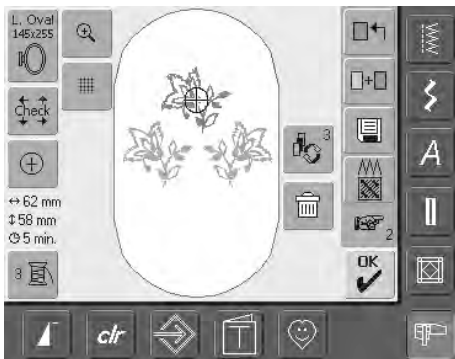 L. Oval
145x255
Check
62 mm
58 mm
5 min.
3
3
2
OK
A
clr